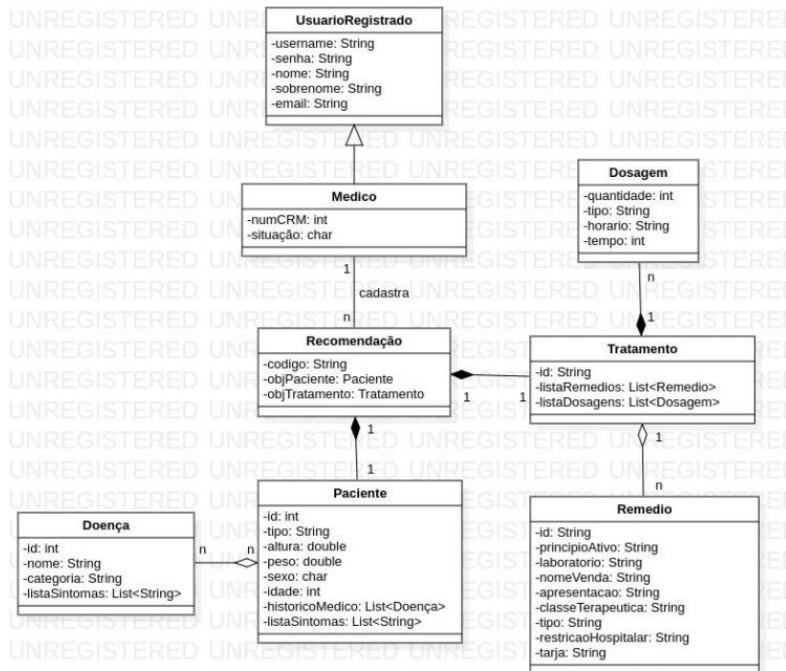 UsuarioRegistrado
-username: String
-senha: String
-nome: String
-sobrenome: String
-email: String
Medico
-numCRM: int
-situação: char
1
cadastra
n
Dosagem
-quantidade: int
-tipo: String
-horario: String
-tempo: int
n
1
Recomendação
-codigo: String
-objPaciente: Paciente
-objTratamento: Tratamento
1
1
Tratamento
-id: String
-listaRemedios: List<Remedio>
-listaDosagens: List<Dosagem>
1
1
1
n
Paciente
-id: int
-tipo: String
-altura: double
-peso: double
-sexo: char
-idade: int
-historicoMedico: List<Doença>
-listaSintomas: List<String>
Doença
-id: int
-nome: String
-categoria: String
-listaSintomas: List<String>
n
n
Remedio
-id: String
-principioAtivo: String
-laboratorio: String
-nomeVenda: String
-apresentacao: String
-classeTerapeutica: String
-tipo: String
-restricaoHospitalar: String
-tarja: String
UNREGISTERED